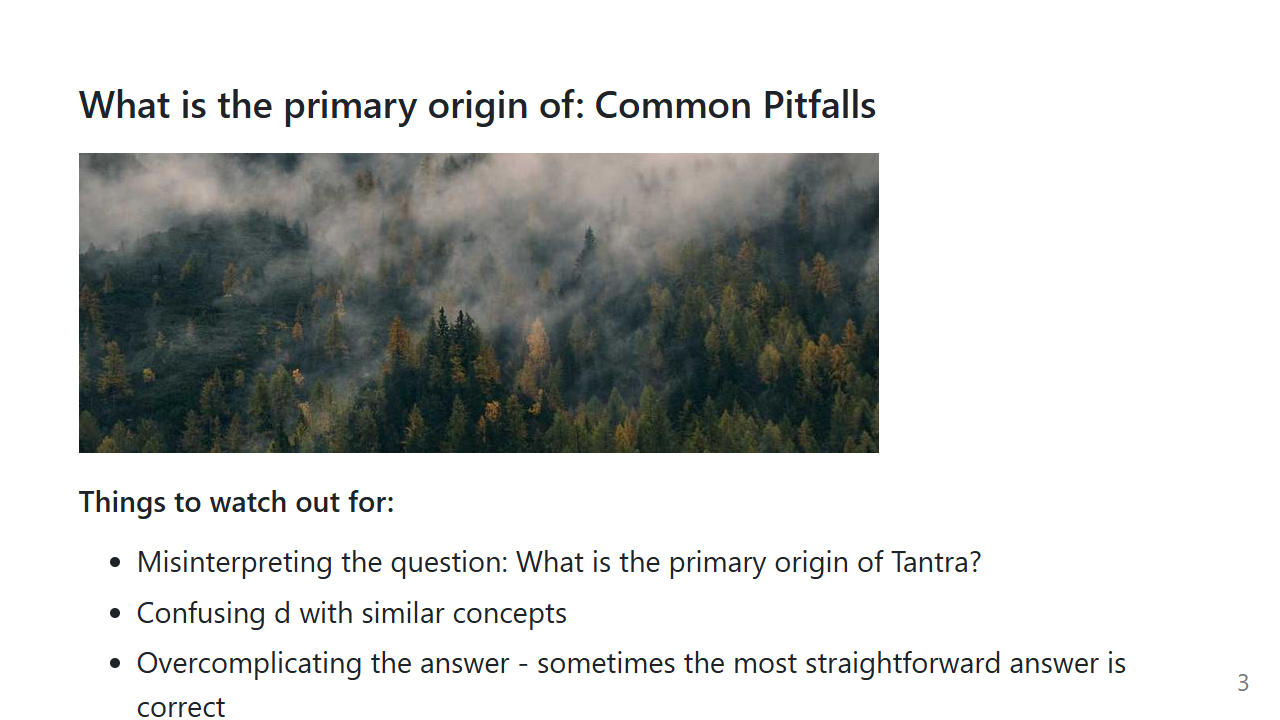 What is the primary origin of: Common Pitfalls
Things to watch out for:
Misinterpreting the question: What is the primary origin of Tantra?
Confusing d with similar concepts
Overcomplicating the answer - sometimes the most straightforward answer is
correct
3